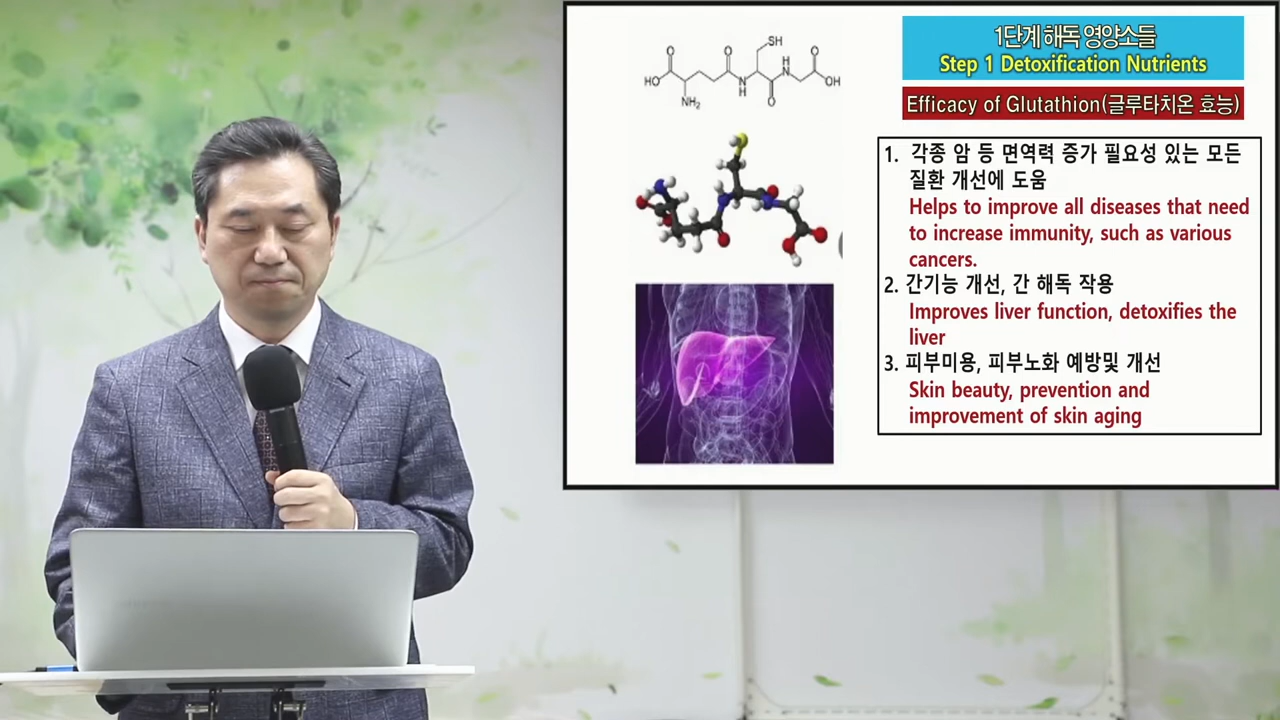 1단계 해독 영양소들
Step 1 Detoxification Nutrients
Efficacy of Glutathion(글루타치온 효능)
SH
O
O
O
HO
N
H
H
N
OH
NH₂
O
1. 각종 암 등 면역력 증가 필요성 있는 모든
질환 개선에 도움
Helps to improve all diseases that need
to increase immunity, such as various
cancers.
2. 간기능 개선, 간 해독 작용
Improves liver function, detoxifies the
liver
3. 피부미용, 피부노화 예방및 개선
Skin beauty, prevention and
improvement of skin aging